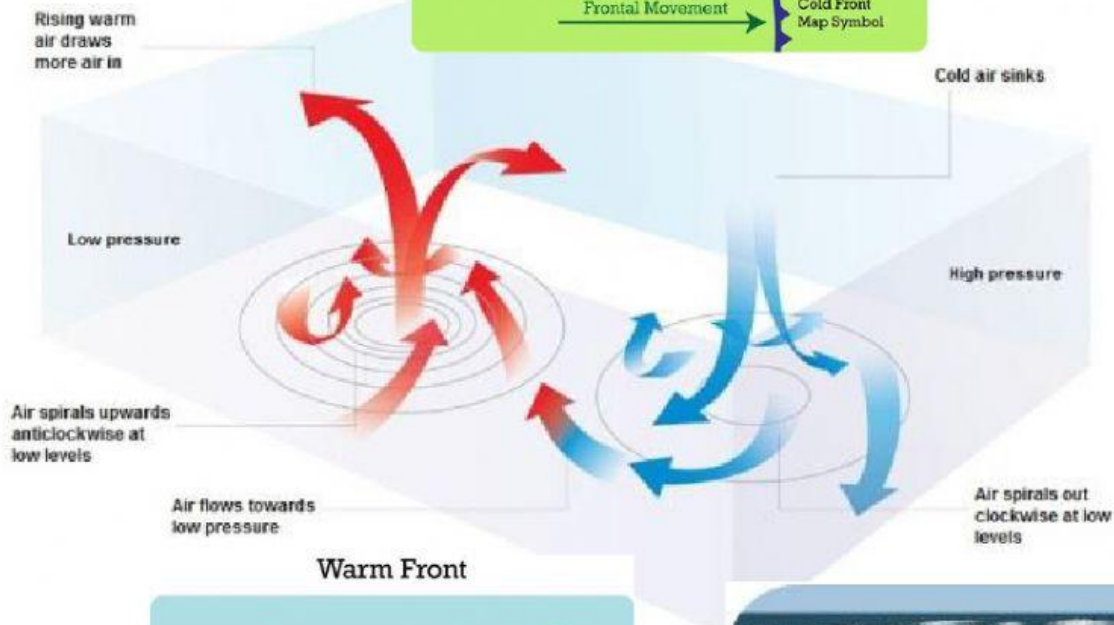 Frontal Movement
Cold Front
Map Symbol
Rising warm
air draws
more air in
Cold air sinks
Low pressure
High pressure
Air spirals upwards
anticlockwise at
low levels
Air flows towards
low pressure
Air spirals out
clockwise at low
levels
Warm Front